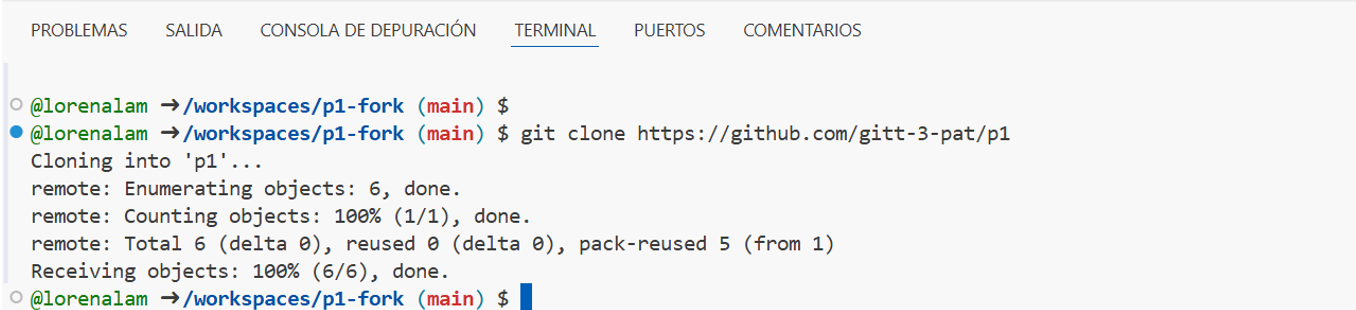 PROBLEMAS SALIDA CONSOLA DE DEPURACIÓN TERMINAL PUERTOS COMENTARIOS
@lorenalam ➜/workspaces/p1-fork (main) $
@lorenalam ➜/workspaces/p1-fork (main) $ git clone https://github.com/gitt-3-pat/p1
Cloning into 'p1'...
remote: Enumerating objects: 6, done.
remote: Counting objects: 100% (1/1), done.
remote: Total 6 (delta 0), reused 0 (delta 0), pack-reused 5 (from 1)
Receiving objects: 100% (6/6), done.
@lorenalam ➜/workspaces/p1-fork (main) $